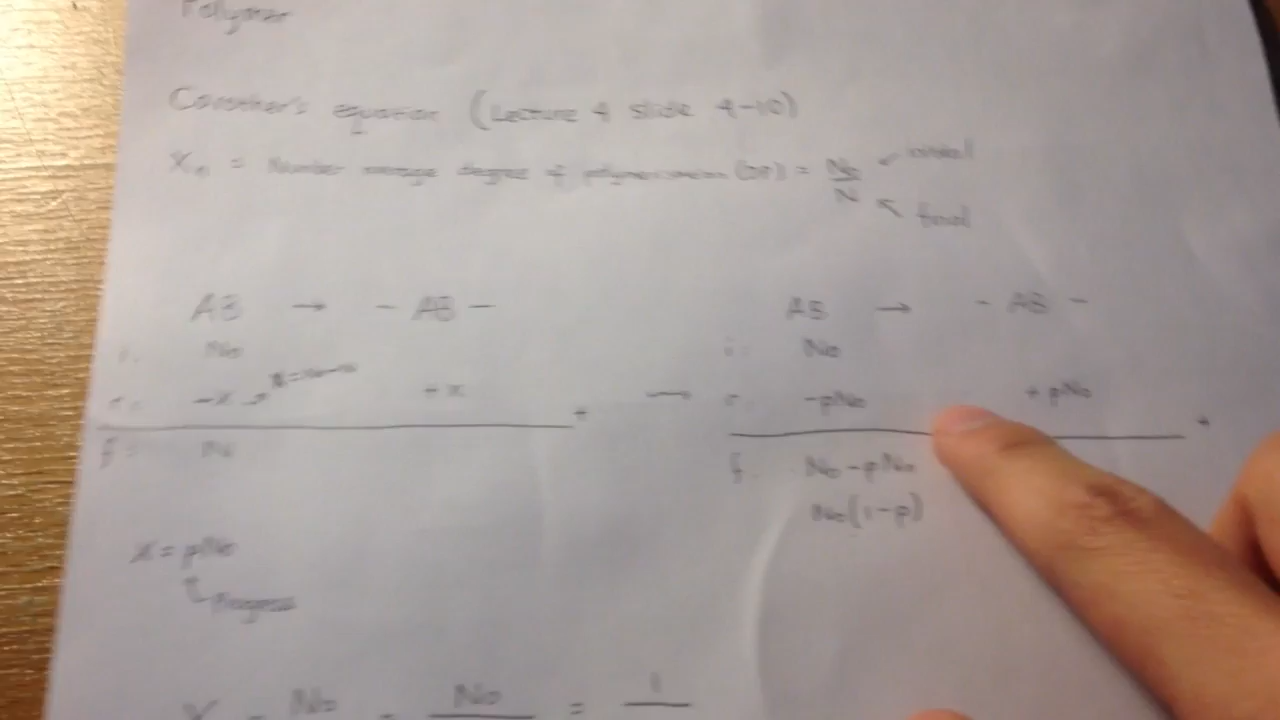 Polymer
Carother's equation (Lecture 4 slide 4-10)
Xn = Number average degree of polymerization (DP) = No/N ↙ initial ↖ final
AB → - AB -
i: No
r: -x +x +
f: N
x = pNo
Progress
→
AB → - AB -
i: No
r: -pNo + pNo +
f: No-pNo
No(1-p)
X = No = No = 1